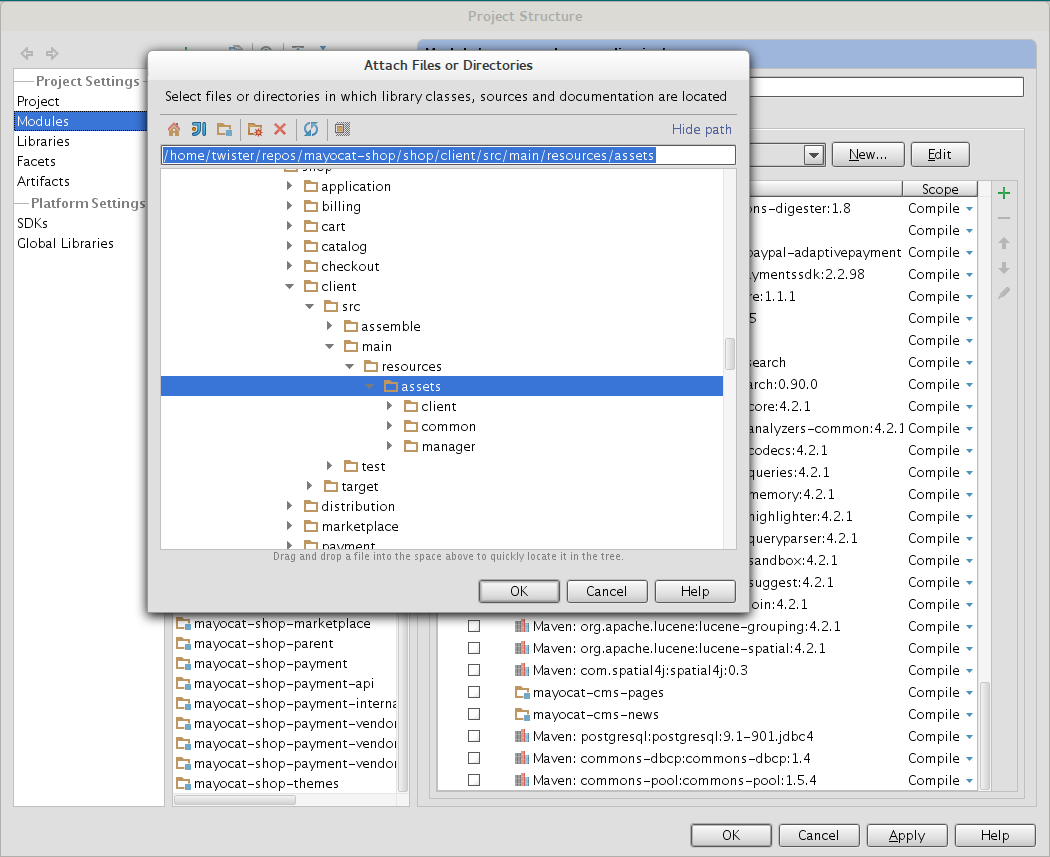 Project Structure
Project Settings
Project
Modules
Libraries
Facets
Artifacts
Platform Settings
SDKs
Global Libraries
Attach Files or Directories
Select files or directories in which library classes, sources and documentation are located
Hide path
/home/twister/repos/mayocat-shop/shop/client/src/main/resources/assets
shop
application
billing
cart
catalog
checkout
client
src
assemble
main
resources
assets
client
common
manager
test
target
distribution
marketplace
payment
Drag and drop a file into the space above to quickly locate it in the tree.
OK Cancel Help
New... Edit
Scope
ons-digester:1.8 Compile
Compile
paypal-adaptivepayment Compile
ymentssdk:2.2.98 Compile
re:1.1.1 Compile
5 Compile
Compile
search Compile
arch:0.90.0 Compile
core:4.2.1 Compile
analyzers-common:4.2.1 Compile
codecs:4.2.1 Compile
queries:4.2.1 Compile
memory:4.2.1 Compile
highlighter:4.2.1 Compile
queryparser:4.2.1 Compile
sandbox:4.2.1 Compile
suggest:4.2.1 Compile
oin:4.2.1 Compile
Maven: org.apache.lucene:lucene-grouping:4.2.1 Compile
Maven: org.apache.lucene:lucene-spatial:4.2.1 Compile
Maven: com.spatial4j:spatial4j:0.3 Compile
mayocat-cms-pages Compile
mayocat-cms-news Compile
Maven: postgresql:postgresql:9.1-901.jdbc4 Compile
Maven: commons-dbcp:commons-dbcp:1.4 Compile
Maven: commons-pool:commons-pool:1.5.4 Compile
mayocat-shop-marketplace
mayocat-shop-parent
mayocat-shop-payment
mayocat-shop-payment-api
mayocat-shop-payment-interna
mayocat-shop-payment-vendor
mayocat-shop-payment-vendor
mayocat-shop-payment-vendor
mayocat-shop-themes
OK Cancel Apply Help